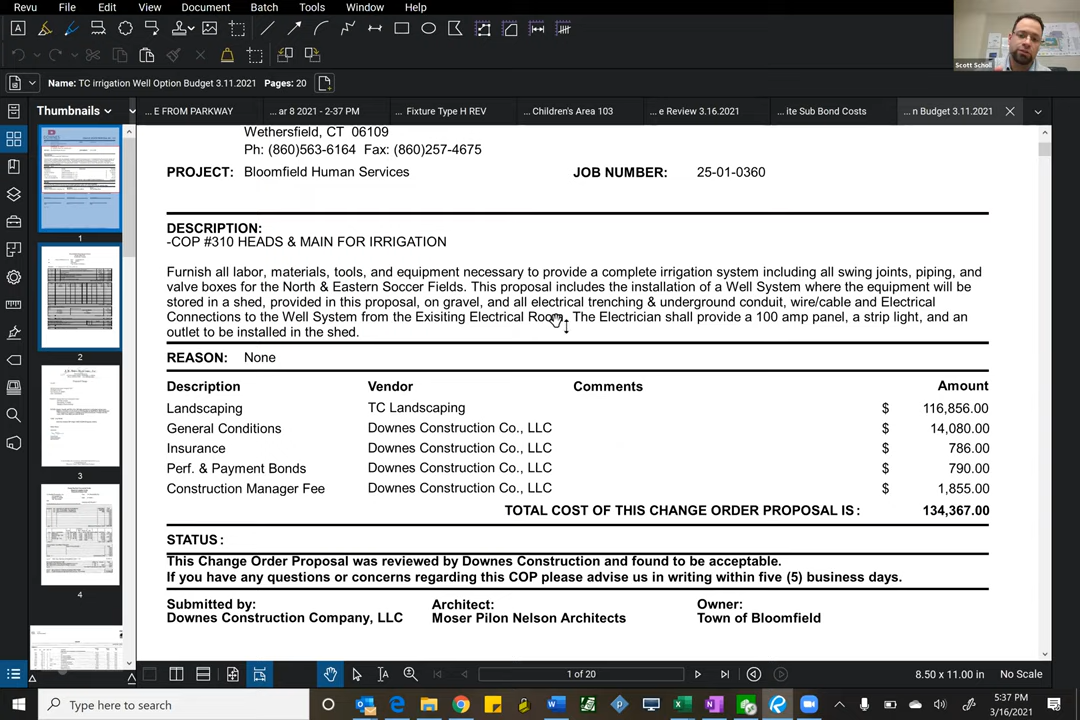 Revu File Edit View Document Batch Tools Window Help
Scott Scholl
Name: TC irrigation Well Option Budget 3.11.2021 Pages: 20
Thumbnails
... E FROM PARKWAY
... ar 8 2021 - 2:37 PM
... Fixture Type H REV
... Children's Area 103
... e Review 3.16.2021
... ite Sub Bond Costs
... n Budget 3.11.2021
1
2
3
4
Wethersfield, CT 06109
Ph: (860)563-6164 Fax: (860)257-4675
PROJECT: Bloomfield Human Services JOB NUMBER: 25-01-0360
DESCRIPTION:
-COP #310 HEADS & MAIN FOR IRRIGATION
Furnish all labor, materials, tools, and equipment necessary to provide a complete irrigation system including all swing joints, piping, and
valve boxes for the North & Eastern Soccer Fields. This proposal includes the installation of a Well System where the equipment will be
stored in a shed, provided in this proposal, on gravel, and all electrical trenching & underground conduit, wire/cable and Electrical
Connections to the Well System from the Exisiting Electrical Room. The Electrician shall provide a 100 amp panel, a strip light, and an
outlet to be installed in the shed.
REASON: None
Description Vendor Comments Amount
Landscaping TC Landscaping $ 116,856.00
General Conditions Downes Construction Co., LLC $ 14,080.00
Insurance Downes Construction Co., LLC $ 786.00
Perf. & Payment Bonds Downes Construction Co., LLC $ 790.00
Construction Manager Fee Downes Construction Co., LLC $ 1,855.00
TOTAL COST OF THIS CHANGE ORDER PROPOSAL IS : 134,367.00
STATUS :
This Change Order Proposal was reviewed by Downes Construction and found to be acceptable.
If you have any questions or concerns regarding this COP please advise us in writing within five (5) business days.
Submitted by: Architect: Owner:
Downes Construction Company, LLC Moser Pilon Nelson Architects Town of Bloomfield
1 of 20
8.50 x 11.00 in No Scale
Type here to search
5:37 PM
3/16/2021